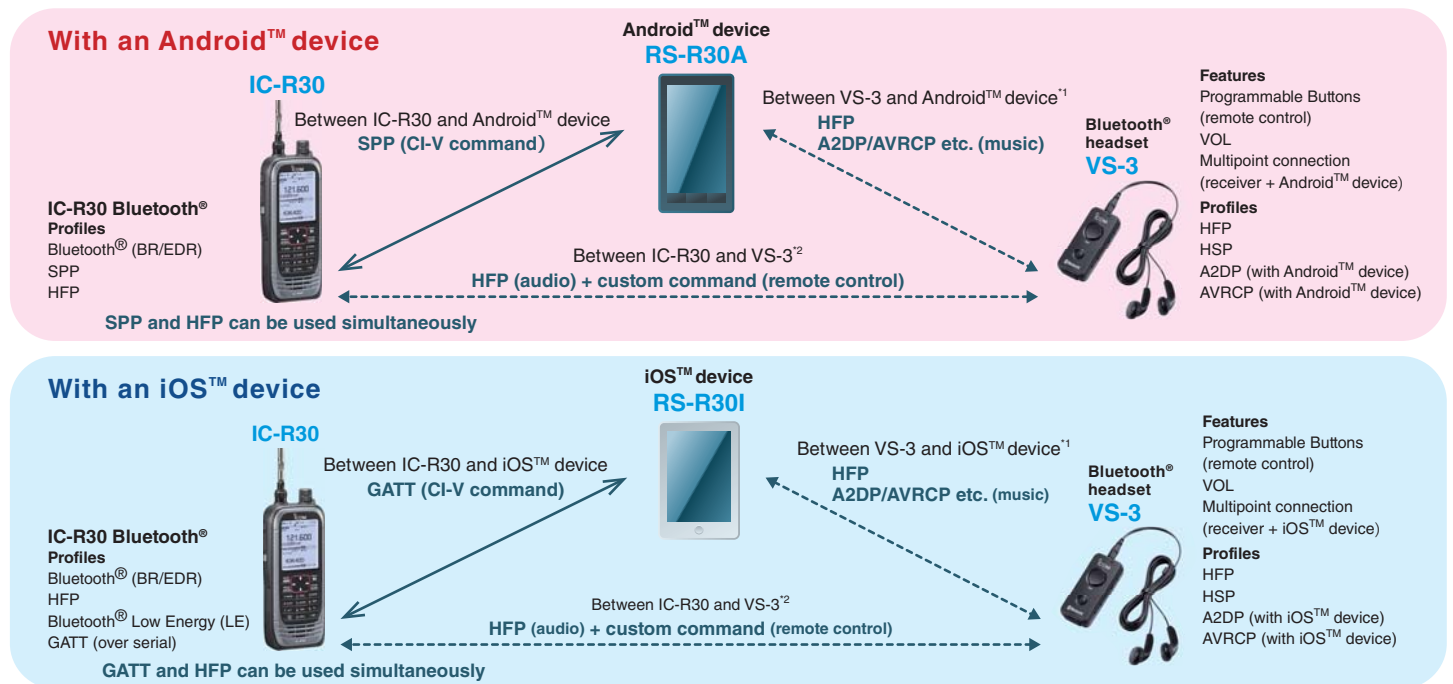 With an Android™ device
Android™ device
RS-R30A
IC-R30
Between IC-R30 and Android™ device
SPP (CI-V command)
Between VS-3 and Android™ device*1
HFP
A2DP/AVRCP etc. (music)
Bluetooth®
headset
VS-3
Features
Programmable Buttons
(remote control)
VOL
Multipoint connection
(receiver + Android™ device)
Profiles
HFP
HSP
A2DP (with Android™ device)
AVRCP (with Android™ device)
IC-R30 Bluetooth®
Profiles
Bluetooth® (BR/EDR)
SPP
HFP
121.600
Between IC-R30 and VS-3*2
HFP (audio) + custom command (remote control)
SPP and HFP can be used simultaneously
With an iOS™ device
iOS™ device
RS-R30I
IC-R30
Between IC-R30 and iOS™ device
GATT (CI-V command)
Between VS-3 and iOS™ device*1
HFP
A2DP/AVRCP etc. (music)
Bluetooth®
headset
VS-3
Features
Programmable Buttons
(remote control)
VOL
Multipoint connection
(receiver + iOS™ device)
Profiles
HFP
HSP
A2DP (with iOS™ device)
AVRCP (with iOS™ device)
IC-R30 Bluetooth®
Profiles
Bluetooth® (BR/EDR)
HFP
Bluetooth® Low Energy (LE)
GATT (over serial)
121.600
Between IC-R30 and VS-3*2
HFP (audio) + custom command (remote control)
GATT and HFP can be used simultaneously